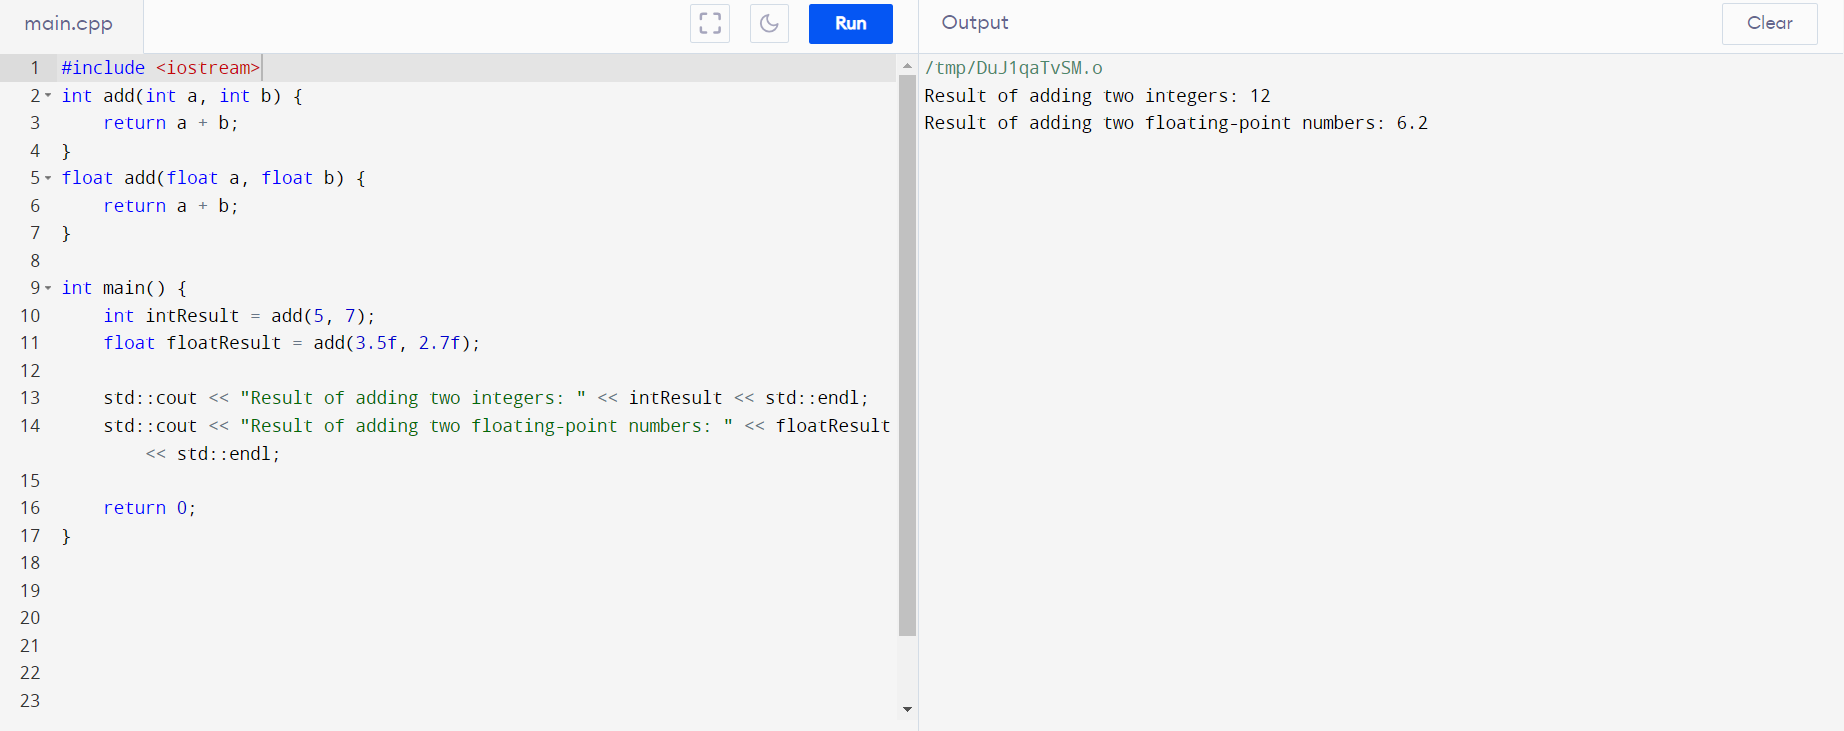 main.cpp
Run
1 #include <iostream>
2 int add(int a, int b) {
3     return a + b;
4 }
5 float add(float a, float b) {
6     return a + b;
7 }
8
9 int main() {
10     int intResult = add(5, 7);
11     float floatResult = add(3.5f, 2.7f);
12
13     std::cout << "Result of adding two integers: " << intResult << std::endl;
14     std::cout << "Result of adding two floating-point numbers: " << floatResult
        << std::endl;
15
16     return 0;
17 }
18
19
20
21
22
23
Output
Clear
/tmp/DuJ1qaTvSM.o
Result of adding two integers: 12
Result of adding two floating-point numbers: 6.2